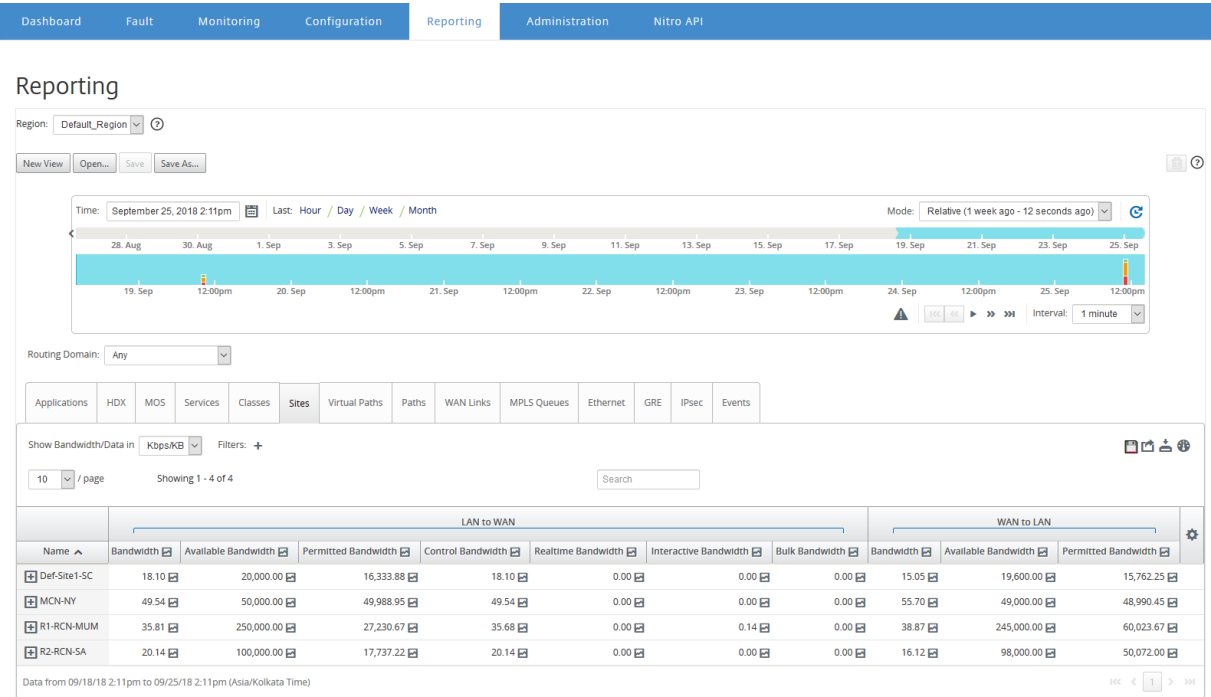 Dashboard Fault Monitoring Configuration Reporting Administration Nitro API
Reporting
Region: Default_Region ?
New View Open... Save Save As... ?
Time: September 25, 2018 2:11pm Last: Hour / Day / Week / Month Mode: Relative (1 week ago - 12 seconds ago)
28. Aug 30. Aug 1. Sep 3. Sep 5. Sep 7. Sep 9. Sep 11. Sep 13. Sep 15. Sep 17. Sep 19. Sep 21. Sep 23. Sep 25. Sep
19. Sep 12:00pm 20. Sep 12:00pm 21. Sep 12:00pm 22. Sep 12:00pm 23. Sep 12:00pm 24. Sep 12:00pm 25. Sep 12:00pm
Interval: 1 minute
Routing Domain: Any
Applications HDX MOS Services Classes Sites Virtual Paths Paths WAN Links MPLS Queues Ethernet GRE IPsec Events
Show Bandwidth/Data in Kbps/KB Filters: +
10 / page Showing 1 - 4 of 4 Search
LAN to WAN WAN to LAN
Name Bandwidth Available Bandwidth Permitted Bandwidth Control Bandwidth Realtime Bandwidth Interactive Bandwidth Bulk Bandwidth Bandwidth Available Bandwidth Permitted Bandwidth
Def-Site1-SC 18.10 20,000.00 16,333.88 18.10 0.00 0.00 0.00 15.05 19,600.00 15,762.25
MCN-NY 49.54 50,000.00 49,988.95 49.54 0.00 0.00 0.00 55.70 49,000.00 48,990.45
R1-RCN-MUM 35.81 250,000.00 27,230.67 35.68 0.00 0.14 0.00 38.87 245,000.00 60,023.67
R2-RCN-SA 20.14 100,000.00 17,737.22 20.14 0.00 0.00 0.00 16.12 98,000.00 50,072.00
Data from 09/18/18 2:11pm to 09/25/18 2:11pm (Asia/Kolkata Time) 1